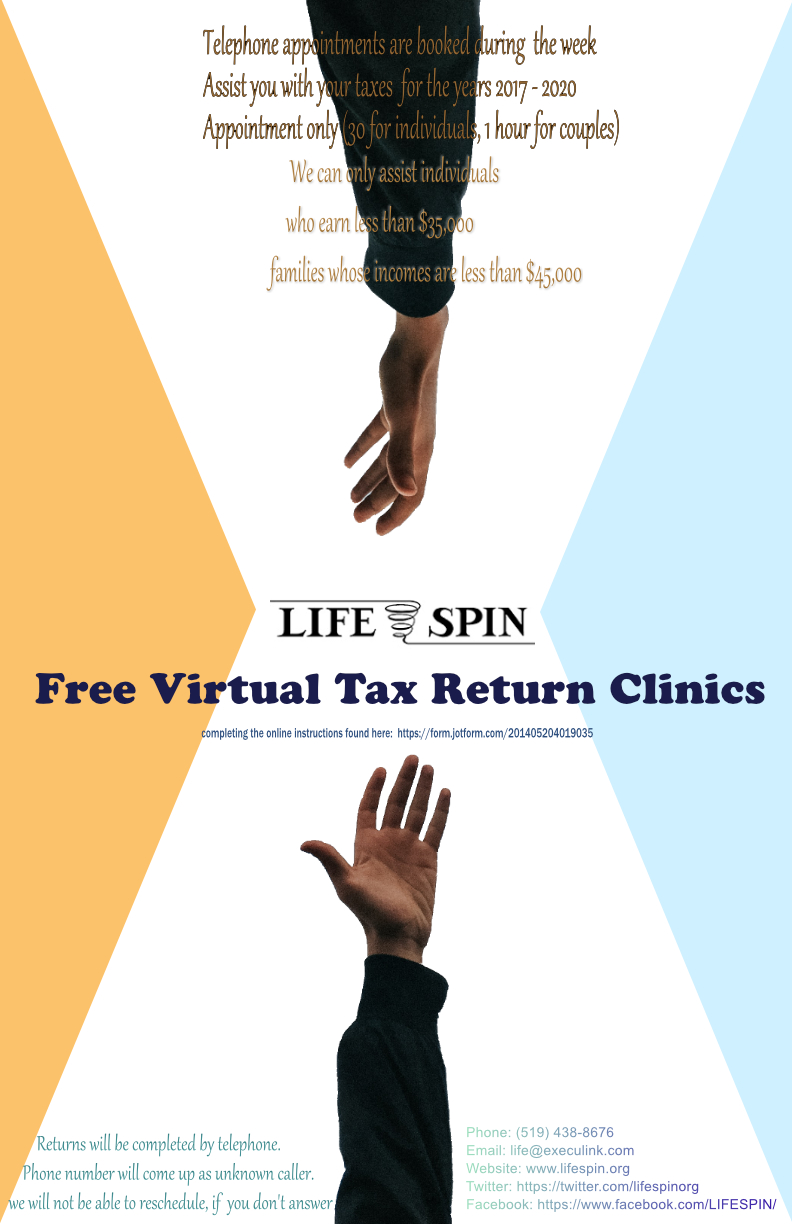 Telephone appointments are booked during the week
Assist you with your taxes for the years 2017 - 2020
Appointment only (30 for individuals, 1 hour for couples)
We can only assist individuals
who earn less than $35,000
families whose incomes are less than $45,000
LIFE SPIN
Free Virtual Tax Return Clinics
completing the online instructions found here: https://form.jotform.com/201405204019035
Returns will be completed by telephone.
Phone number will come up as unknown caller.
we will not be able to reschedule, if you don't answer
Phone: (519) 438-8676
Email: life@execulink.com
Website: www.lifespin.org
Twitter: https://twitter.com/lifespinorg
Facebook: https://www.facebook.com/LIFESPIN/